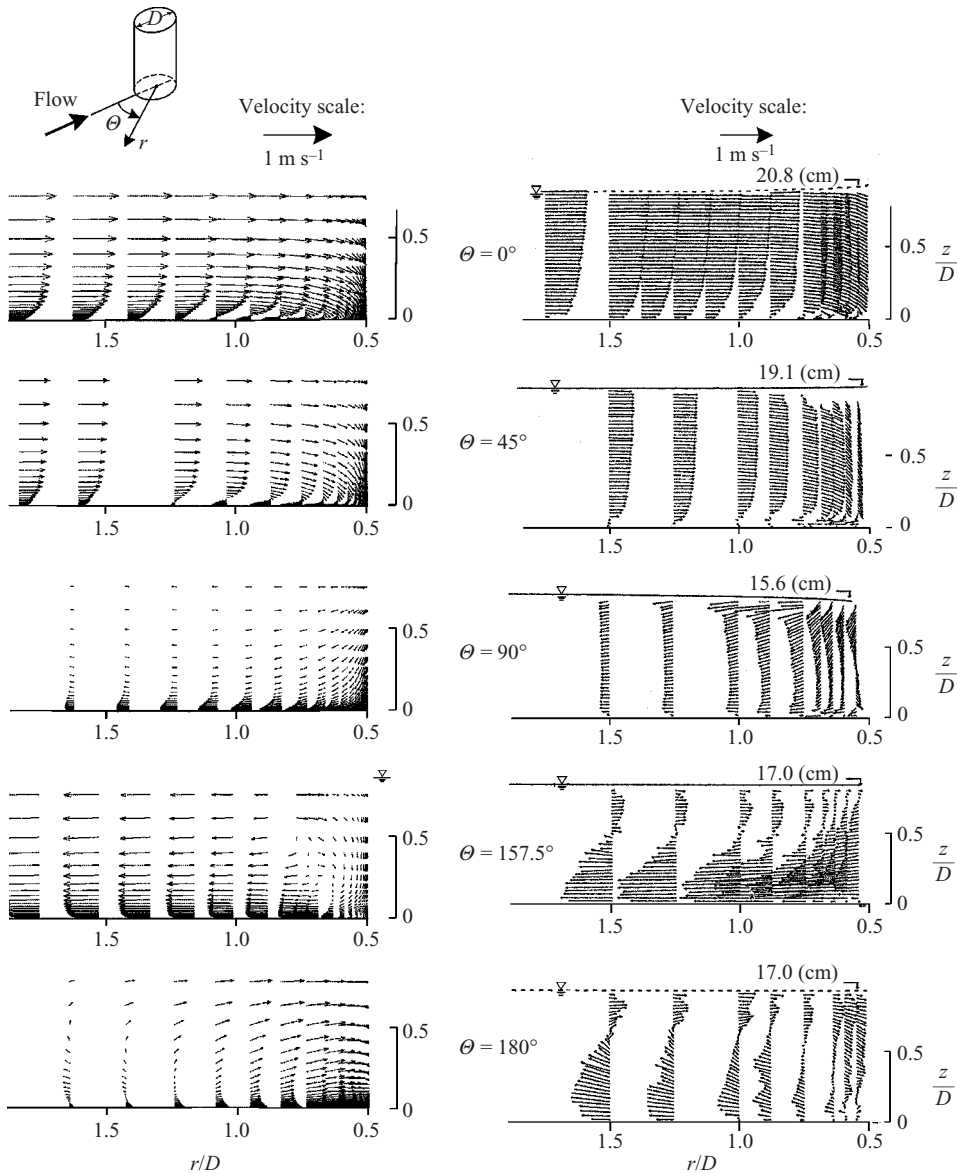 D
Flow
Θ
r
Velocity scale:
1 m s⁻¹
Velocity scale:
1 m s⁻¹
20.8 (cm)
0.5
0
1.5 1.0 0.5
Θ = 0°
0.5
0
z/D
1.5 1.0 0.5
19.1 (cm)
0.5
0
1.5 1.0 0.5
Θ = 45°
0.5
0
z/D
1.5 1.0 0.5
15.6 (cm)
0.5
0
1.5 1.0 0.5
Θ = 90°
0.5
0
z/D
1.5 1.0 0.5
17.0 (cm)
0.5
0
1.5 1.0 0.5
Θ = 157.5°
0.5
0
z/D
1.5 1.0 0.5
17.0 (cm)
0.5
0
1.5 1.0 0.5
r/D
Θ = 180°
0.5
0
z/D
1.5 1.0 0.5
r/D